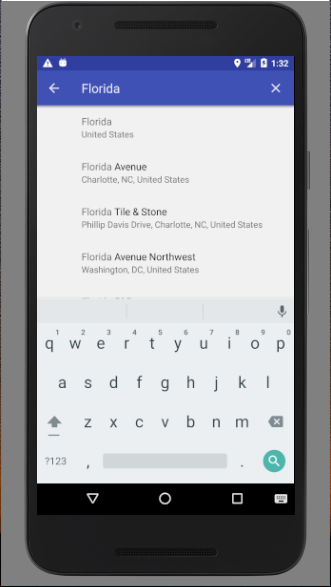 1:32
Florida
Florida
United States
Florida Avenue
Charlotte, NC, United States
Florida Tile & Stone
Phillip Davis Drive, Charlotte, NC, United States
Florida Avenue Northwest
Washington, DC, United States
1 2 3 4 5 6 7 8 9 0
q w e r t y u i o p
a s d f g h j k l
z x c v b n m
?123 , .